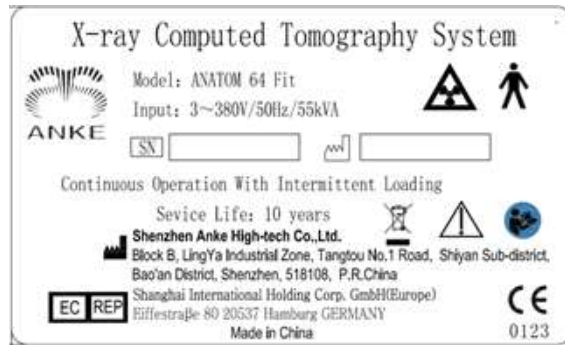 X-ray Computed Tomography System
ANKE
Model: ANATOM 64 Fit
Input: 3～380V/50Hz/55kVA
SN
Continuous Operation With Intermittent Loading
Sevice Life: 10 years
Shenzhen Anke High-tech Co.,Ltd.
Block B, LingYa Industrial Zone, Tangtou No.1 Road, Shiyan Sub-district,
Bao'an District, Shenzhen, 518108, P.R.China
EC REP
Shanghai International Holding Corp. GmbH(Europe)
Eiffestraβe 80 20537 Hamburg GERMANY
Made in China
CE
0123